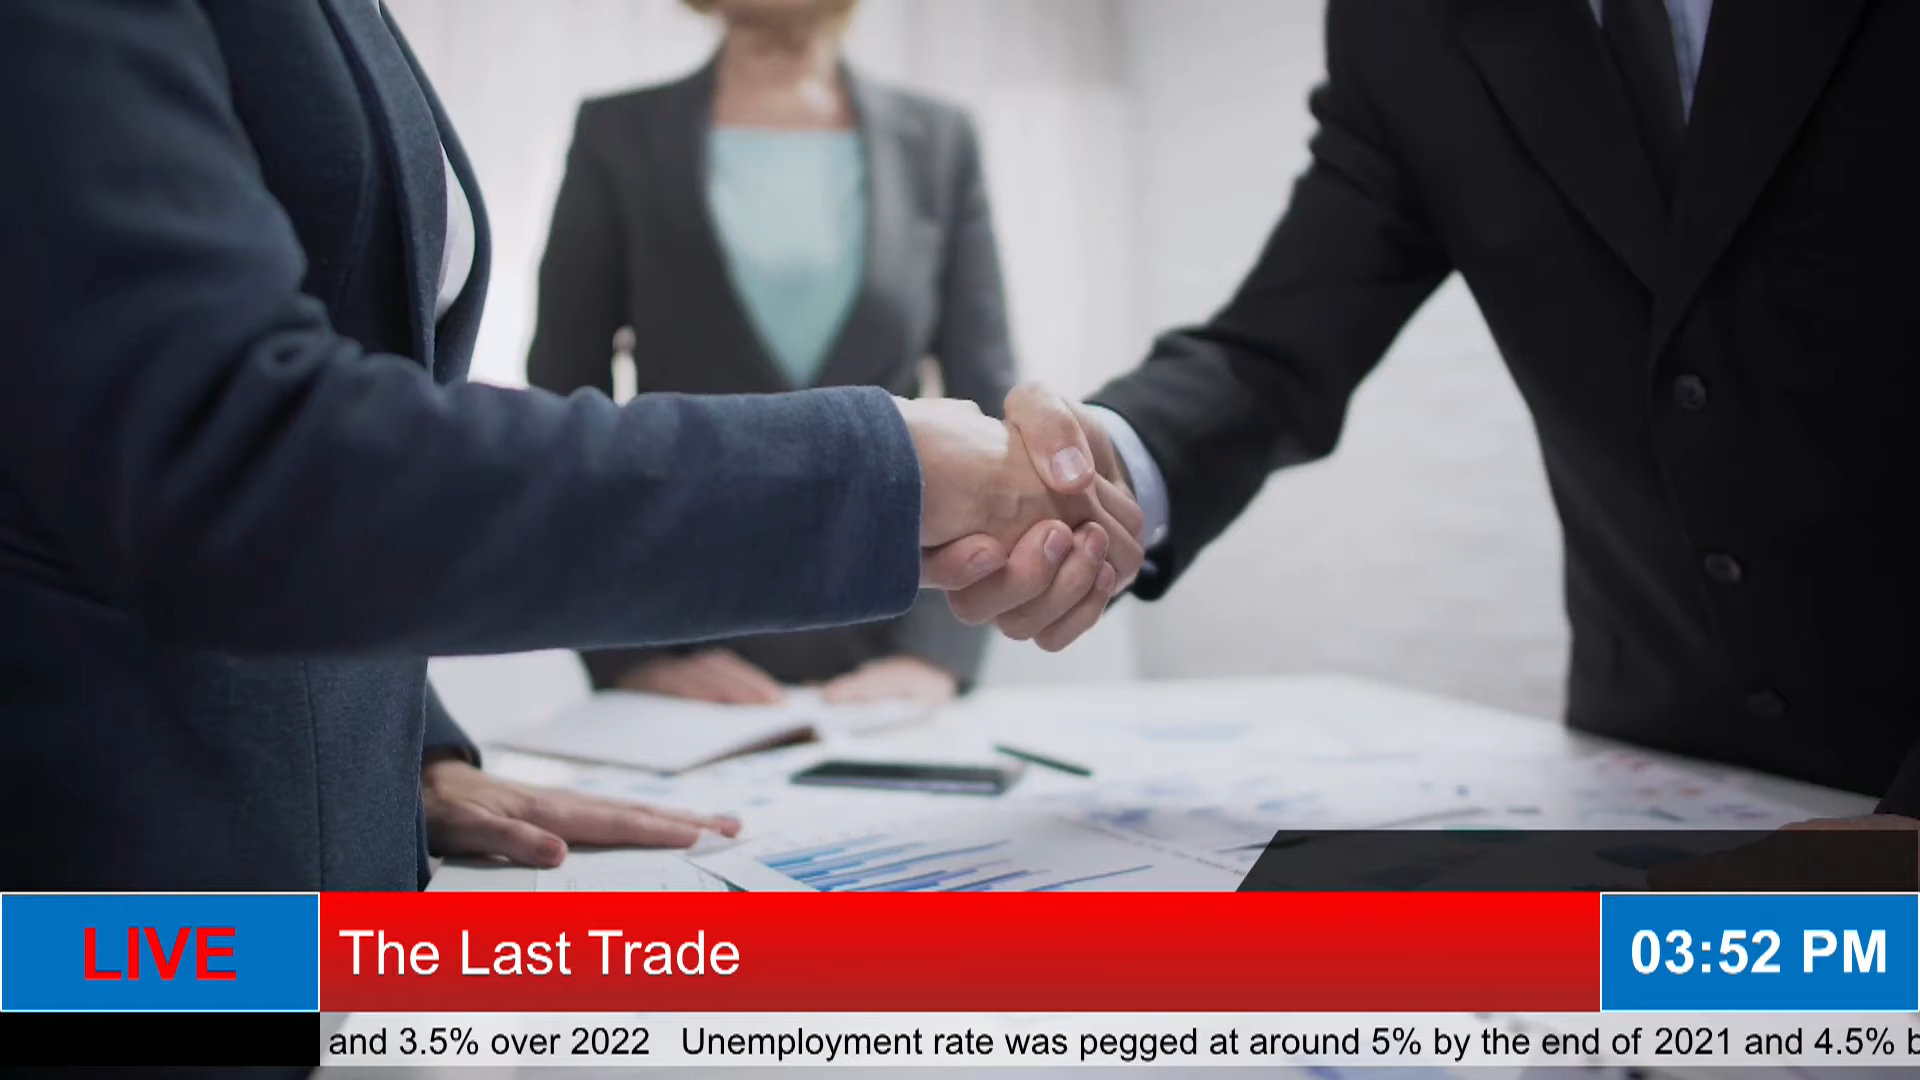 LIVE
The Last Trade
03:52 PM
and 3.5% over 2022 Unemployment rate was pegged at around 5% by the end of 2021 and 4.5%